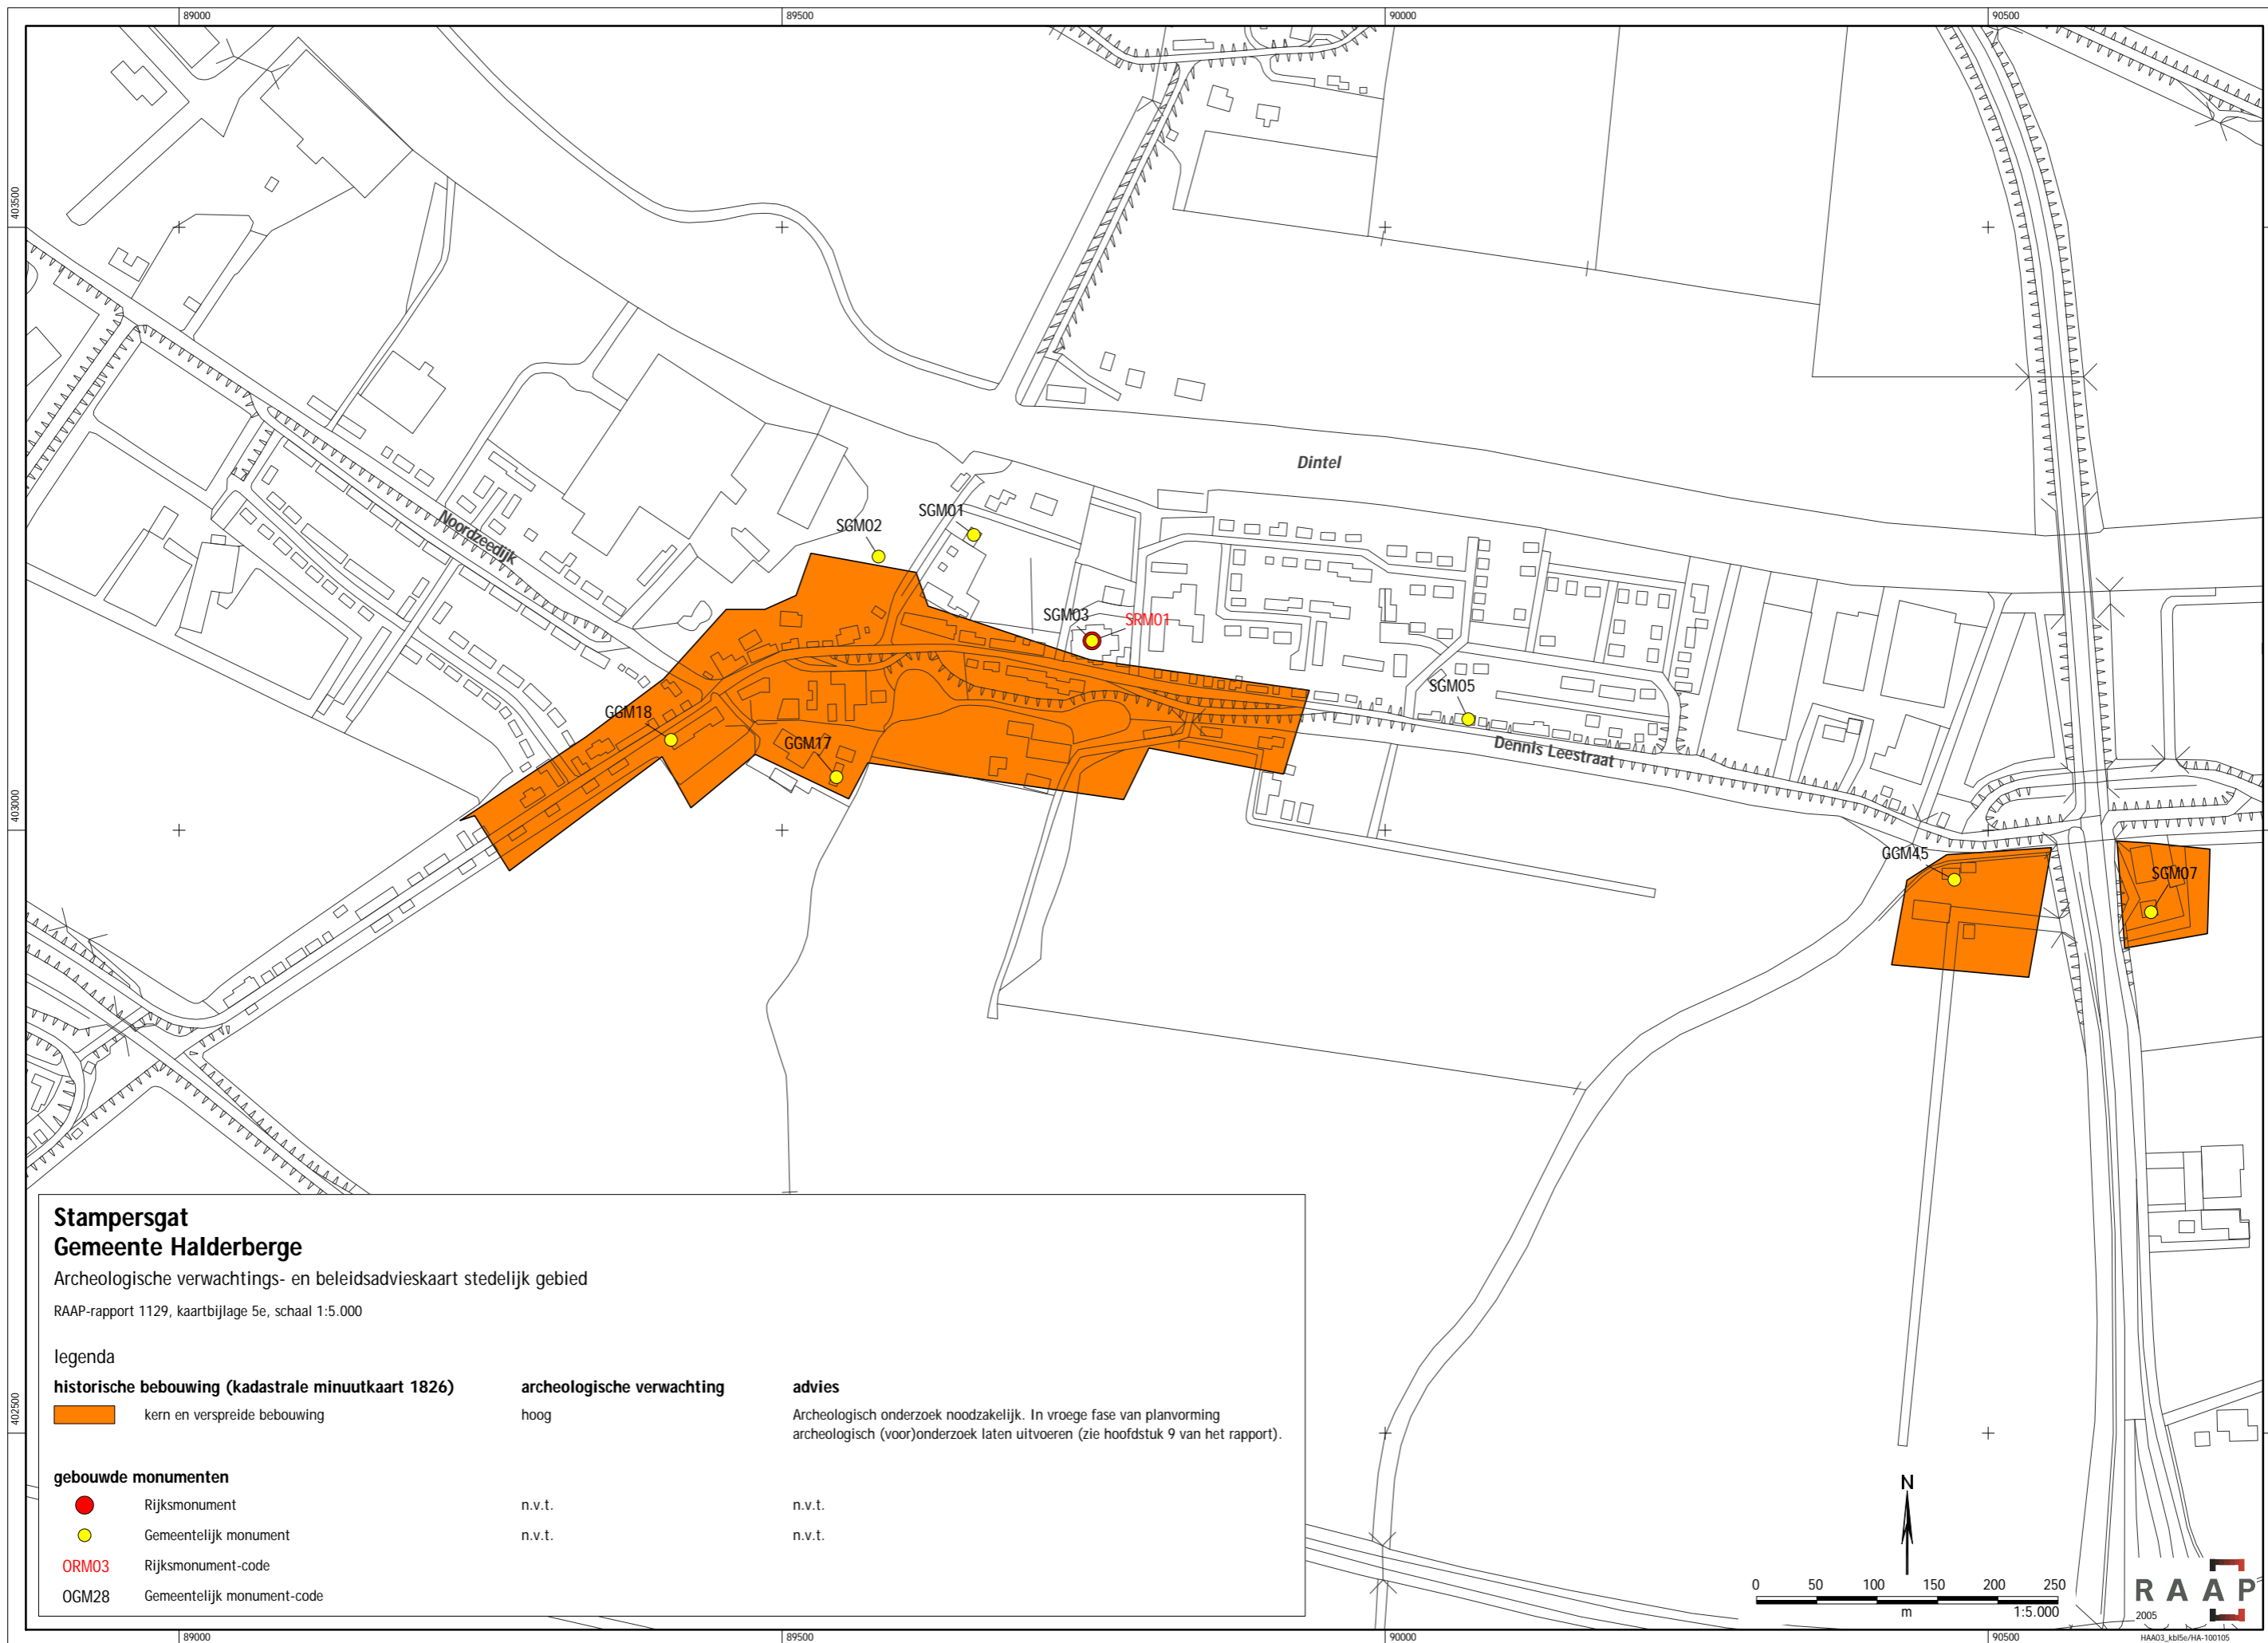 89000
89500
90000
90500
403500
403000
402500
Dintel
Noordzeedijk
SGM02
SGM01
SGM03
SRM01
SGM05
GGM18
GGM17
Dennis Leestraat
GGM45
SGM07
Stampersgat
Gemeente Halderberge
Archeologische verwachtings- en beleidsadvieskaart stedelijk gebied
RAAP-rapport 1129, kaartbijlage 5e, schaal 1:5.000
legenda
historische bebouwing (kadastrale minuutkaart 1826) archeologische verwachting advies
kern en verspreide bebouwing hoog Archeologisch onderzoek noodzakelijk. In vroege fase van planvorming
archeologisch (voor)onderzoek laten uitvoeren (zie hoofdstuk 9 van het rapport).
gebouwde monumenten
Rijksmonument n.v.t. n.v.t.
Gemeentelijk monument n.v.t. n.v.t.
ORM03 Rijksmonument-code
OGM28 Gemeentelijk monument-code
N
0 50 100 150 200 250
m 1:5.000
RAAP
2005
89000
89500
90000
90500
HAA03_kbl5e/HA-100105